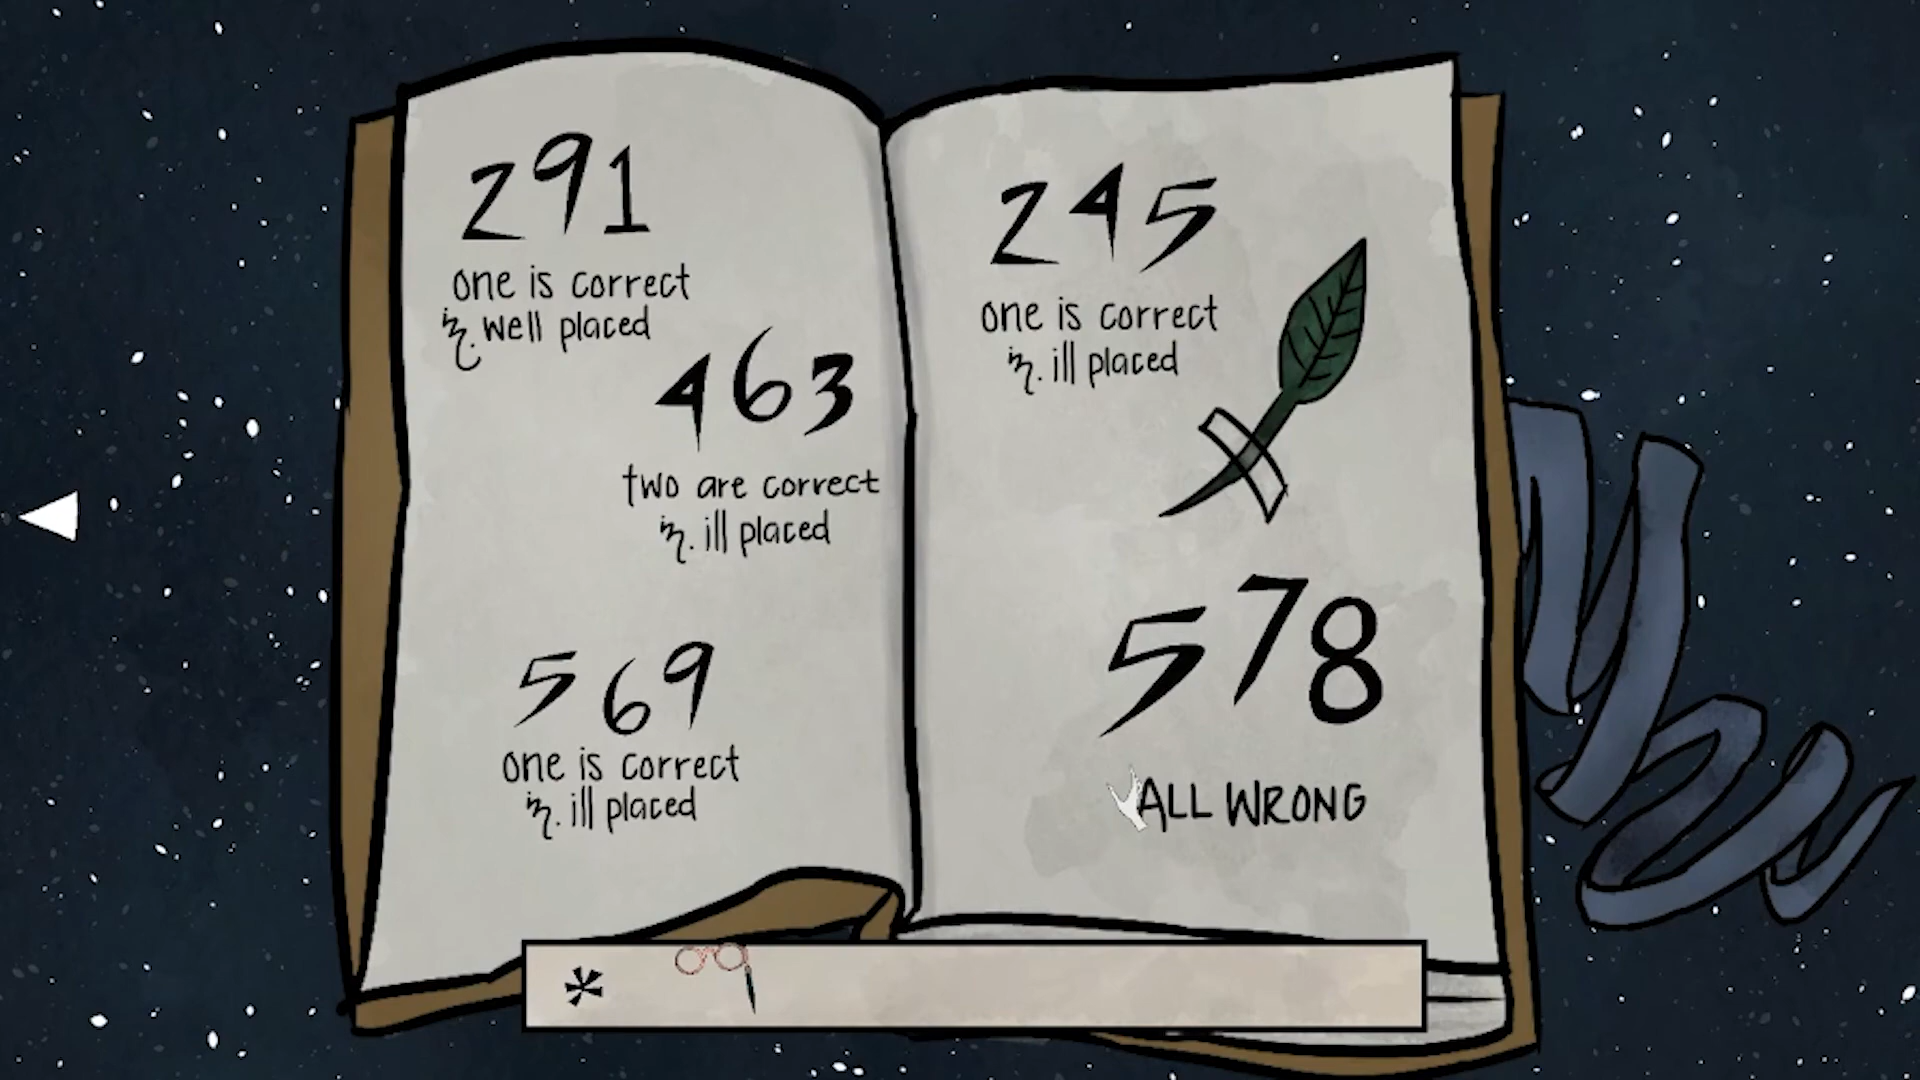 291
one is correct
&. well placed
463
two are correct
&. ill placed
569
one is correct
&. ill placed
245
one is correct
&. ill placed
578
ALL WRONG
*